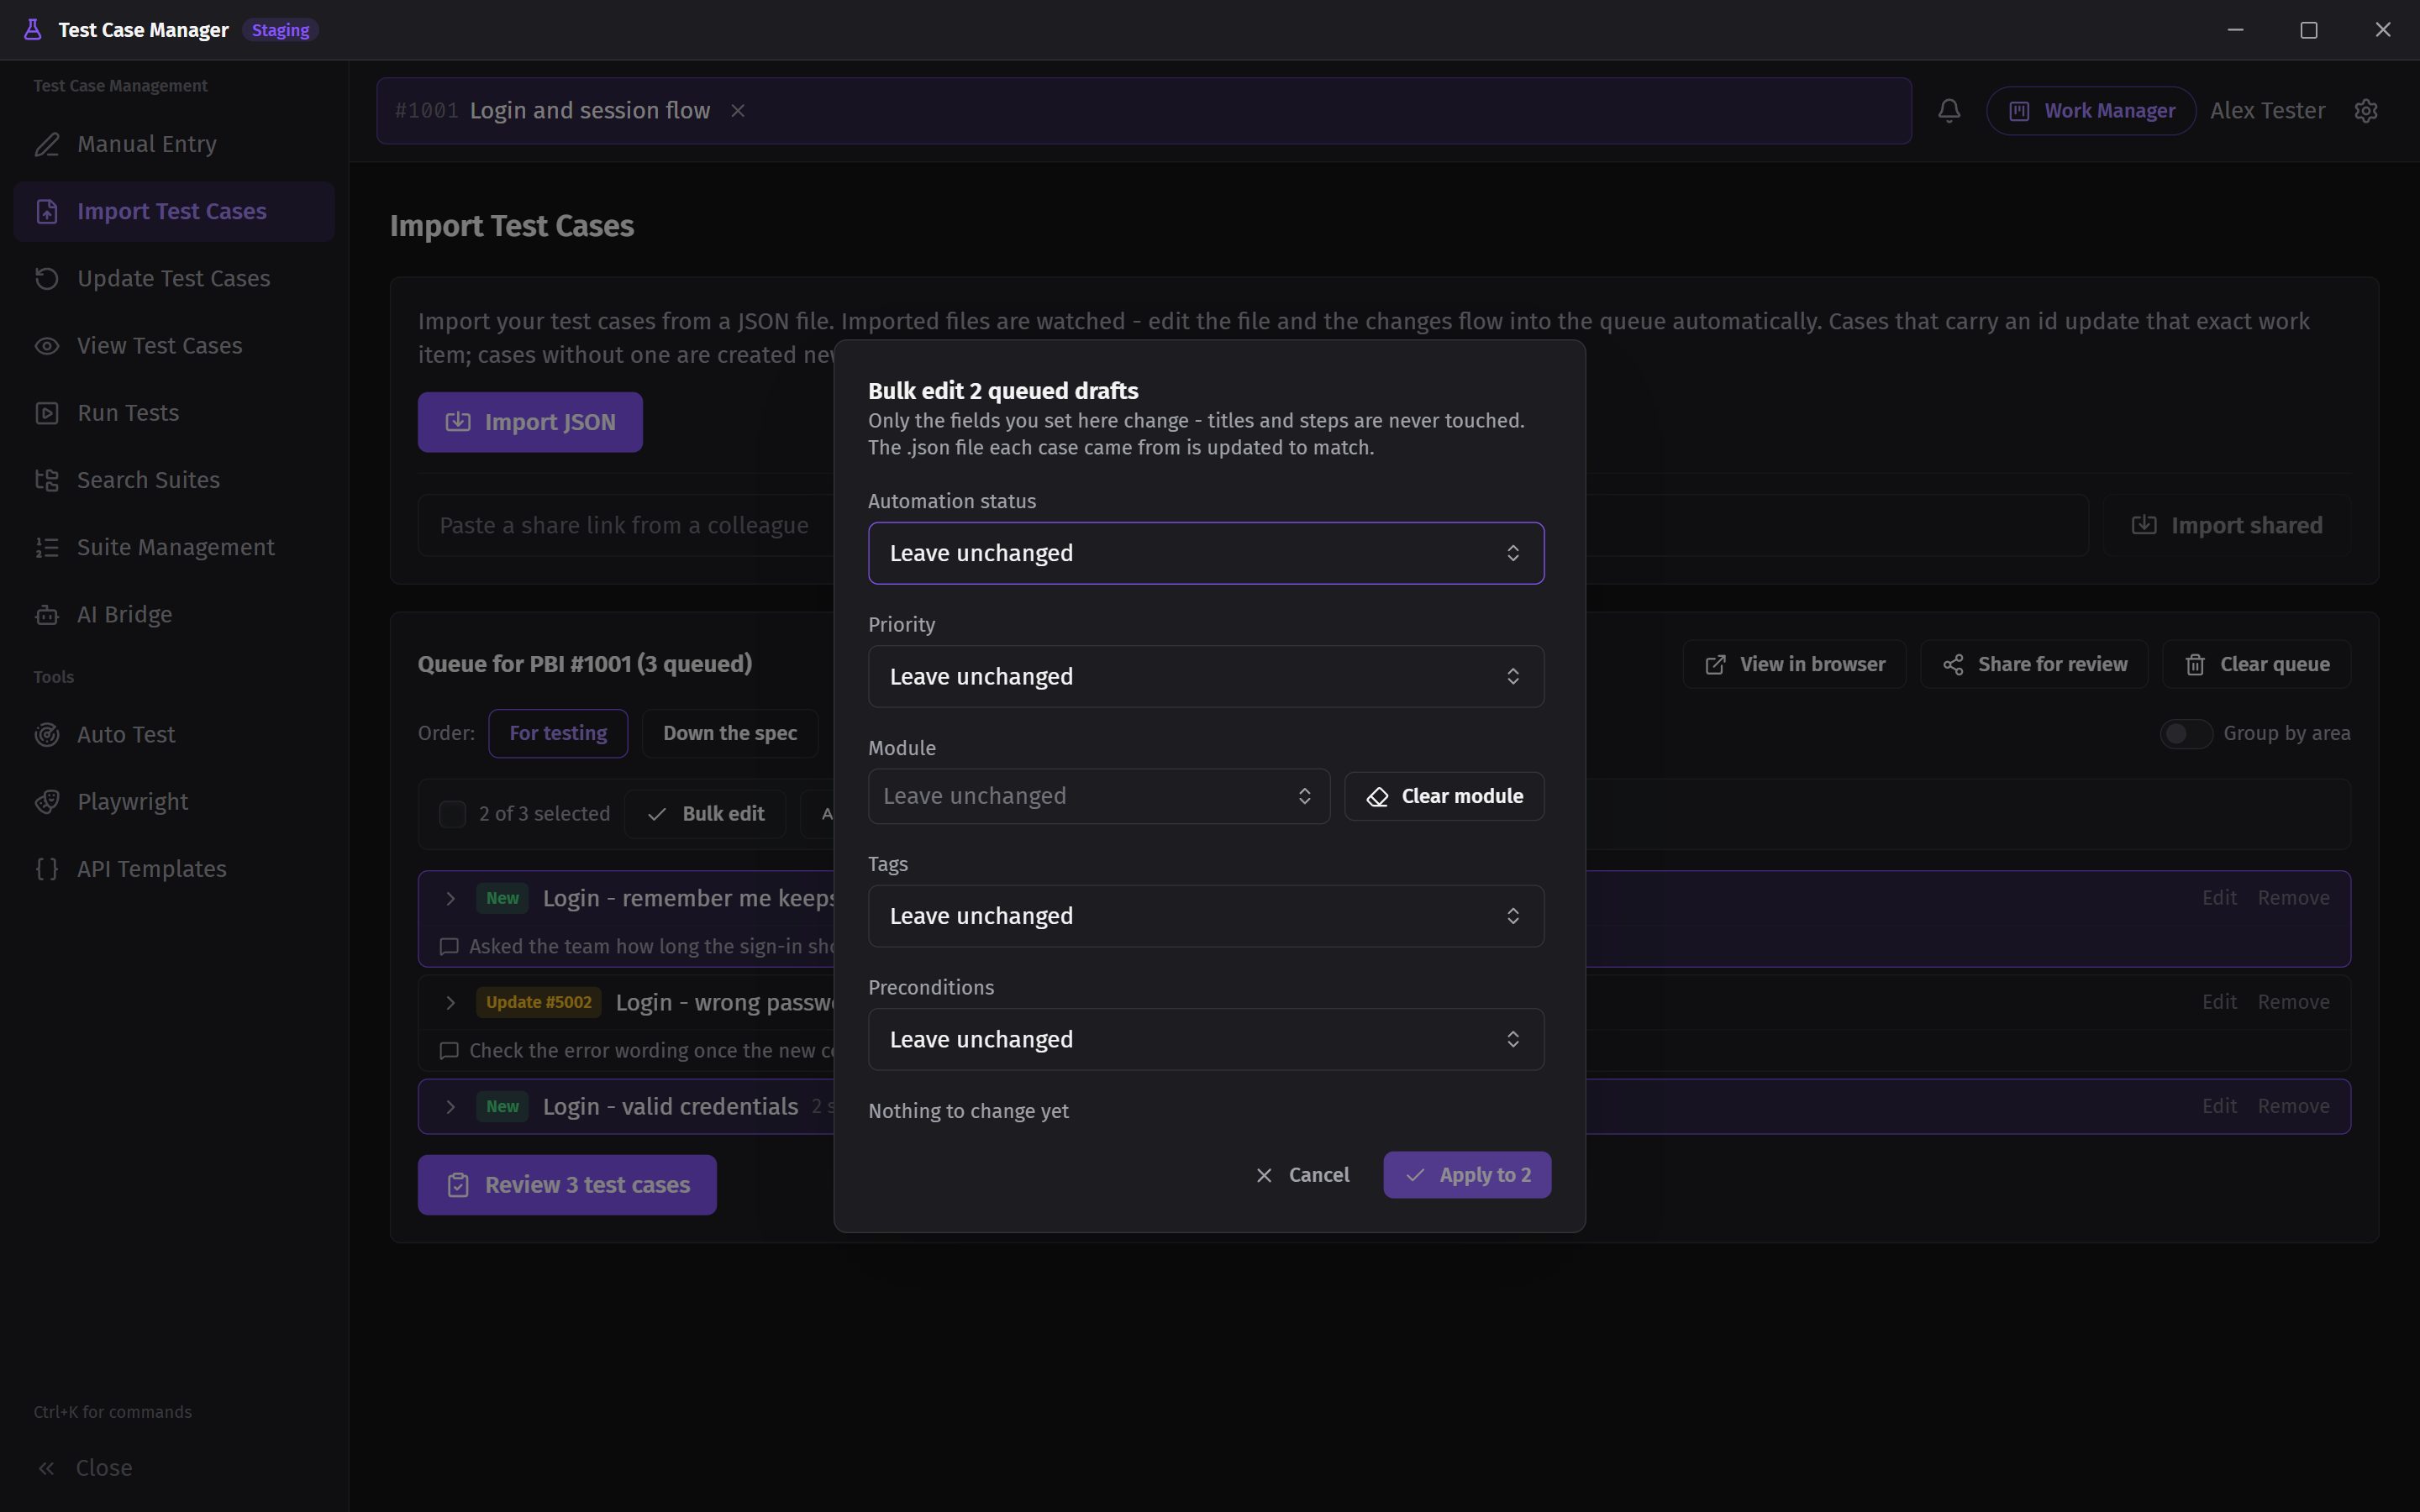 Test Case Manager Staging
Test Case Management
Manual Entry
Import Test Cases
Update Test Cases
View Test Cases
Run Tests
Search Suites
Suite Management
AI Bridge
Tools
Auto Test
Playwright
API Templates
Ctrl+K for commands
Close
#1001 Login and session flow
Work Manager
Alex Tester
Import Test Cases
Import your test cases from a JSON file. Imported files are watched - edit the file and the changes flow into the queue automatically. Cases that carry an id update that exact work
item; cases without one are created
Import JSON
Paste a share link from a colleague
Import shared
Queue for PBI #1001 (3 queued)
View in browser
Share for review
Clear queue
Order:
For testing
Down the spec
Group by area
2 of 3 selected
Bulk edit
New Login - remember me keeps
Edit Remove
Asked the team how long the sign-in
Update #5002 Login - wrong
Edit Remove
Check the error wording once the new
New Login - valid credentials 2
Edit Remove
Review 3 test cases
Bulk edit 2 queued drafts
Only the fields you set here change - titles and steps are never touched.
The .json file each case came from is updated to match.
Automation status
Leave unchanged
Priority
Leave unchanged
Module
Leave unchanged
Clear module
Tags
Leave unchanged
Preconditions
Leave unchanged
Nothing to change yet
Cancel
Apply to 2